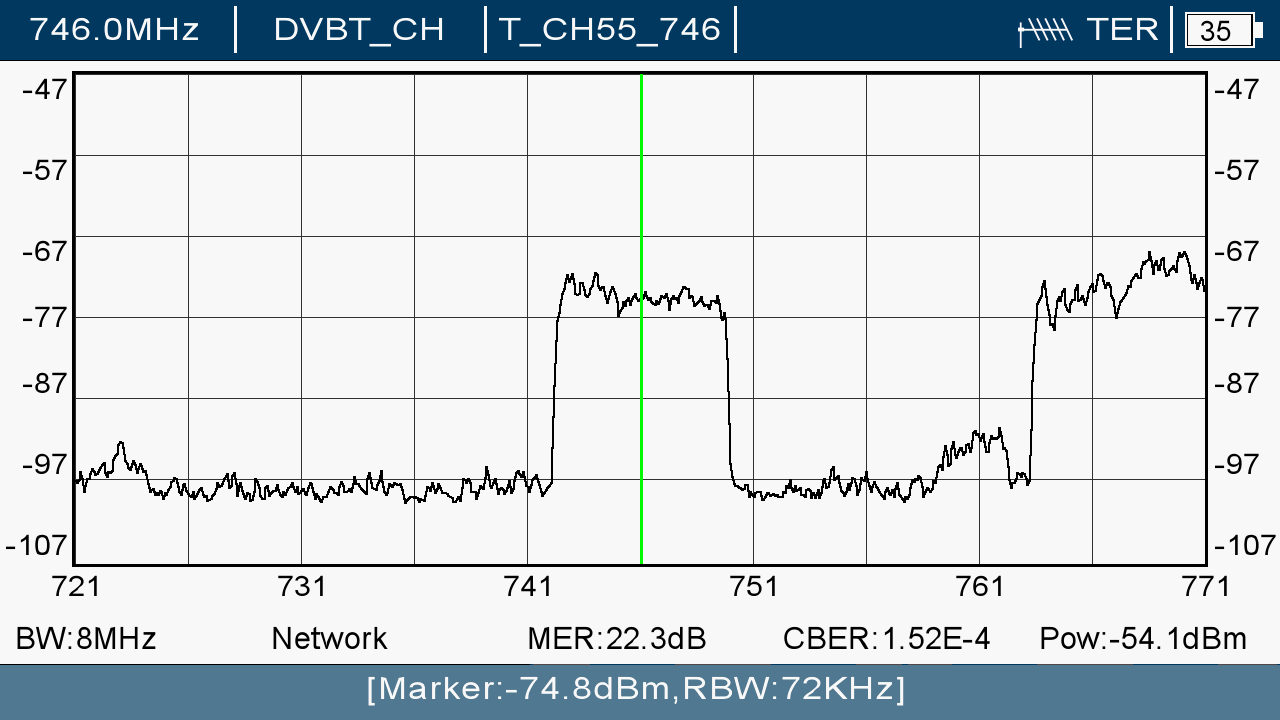 746.0MHz DVBT_CH T_CH55_746 TER 35
-47 -47
-57 -57
-67 -67
-77 -77
-87 -87
-97 -97
-107 -107
721 731 741 751 761 771
BW:8MHz Network MER:22.3dB CBER:1.52E-4 Pow:-54.1dBm
[Marker:-74.8dBm,RBW:72KHz]